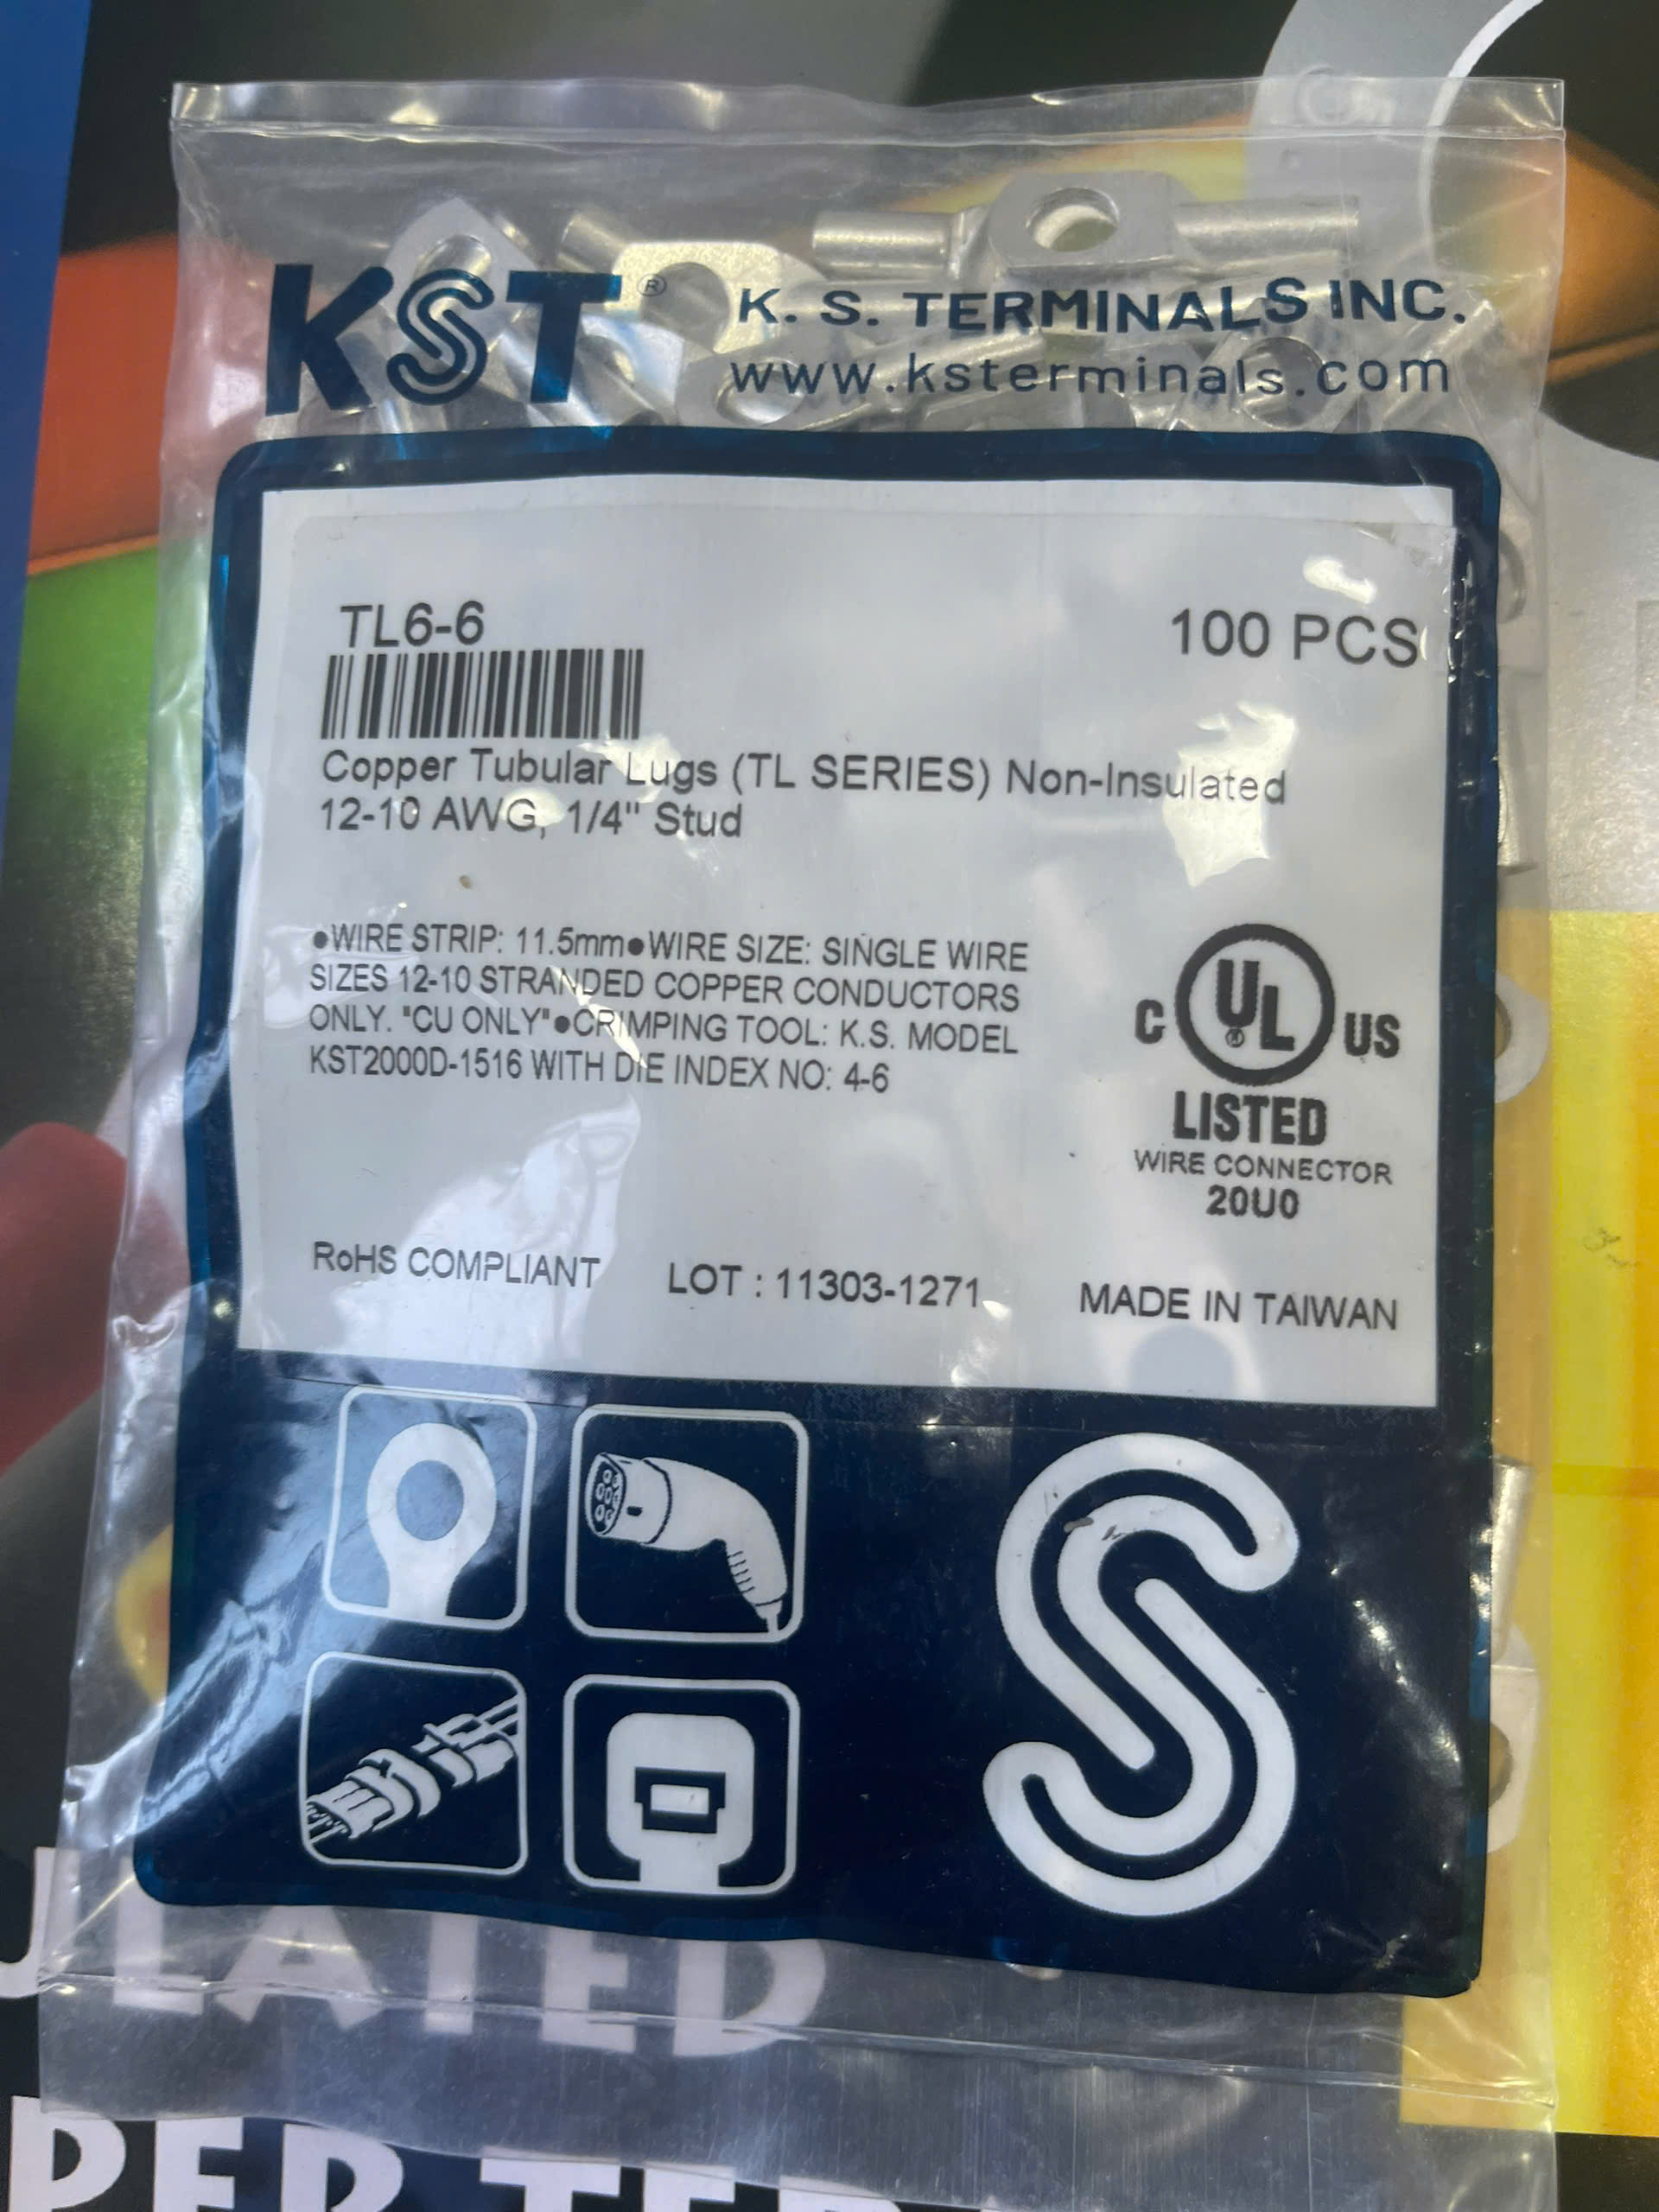 KST®
K. S. TERMINALS INC.
www.ksterminals.com
TL6-6
100 PCS
Copper Tubular Lugs (TL SERIES) Non-Insulated
12-10 AWG, 1/4" Stud
●WIRE STRIP: 11.5mm●WIRE SIZE: SINGLE WIRE
SIZES 12-10 STRANDED COPPER CONDUCTORS
ONLY. "CU ONLY"●CRIMPING TOOL: K.S. MODEL
KST2000D-1516 WITH DIE INDEX NO: 4-6
C UL® US
LISTED
WIRE CONNECTOR
20U0
RoHS COMPLIANT
LOT : 11303-1271
MADE IN TAIWAN
S
ULATED
PER TER